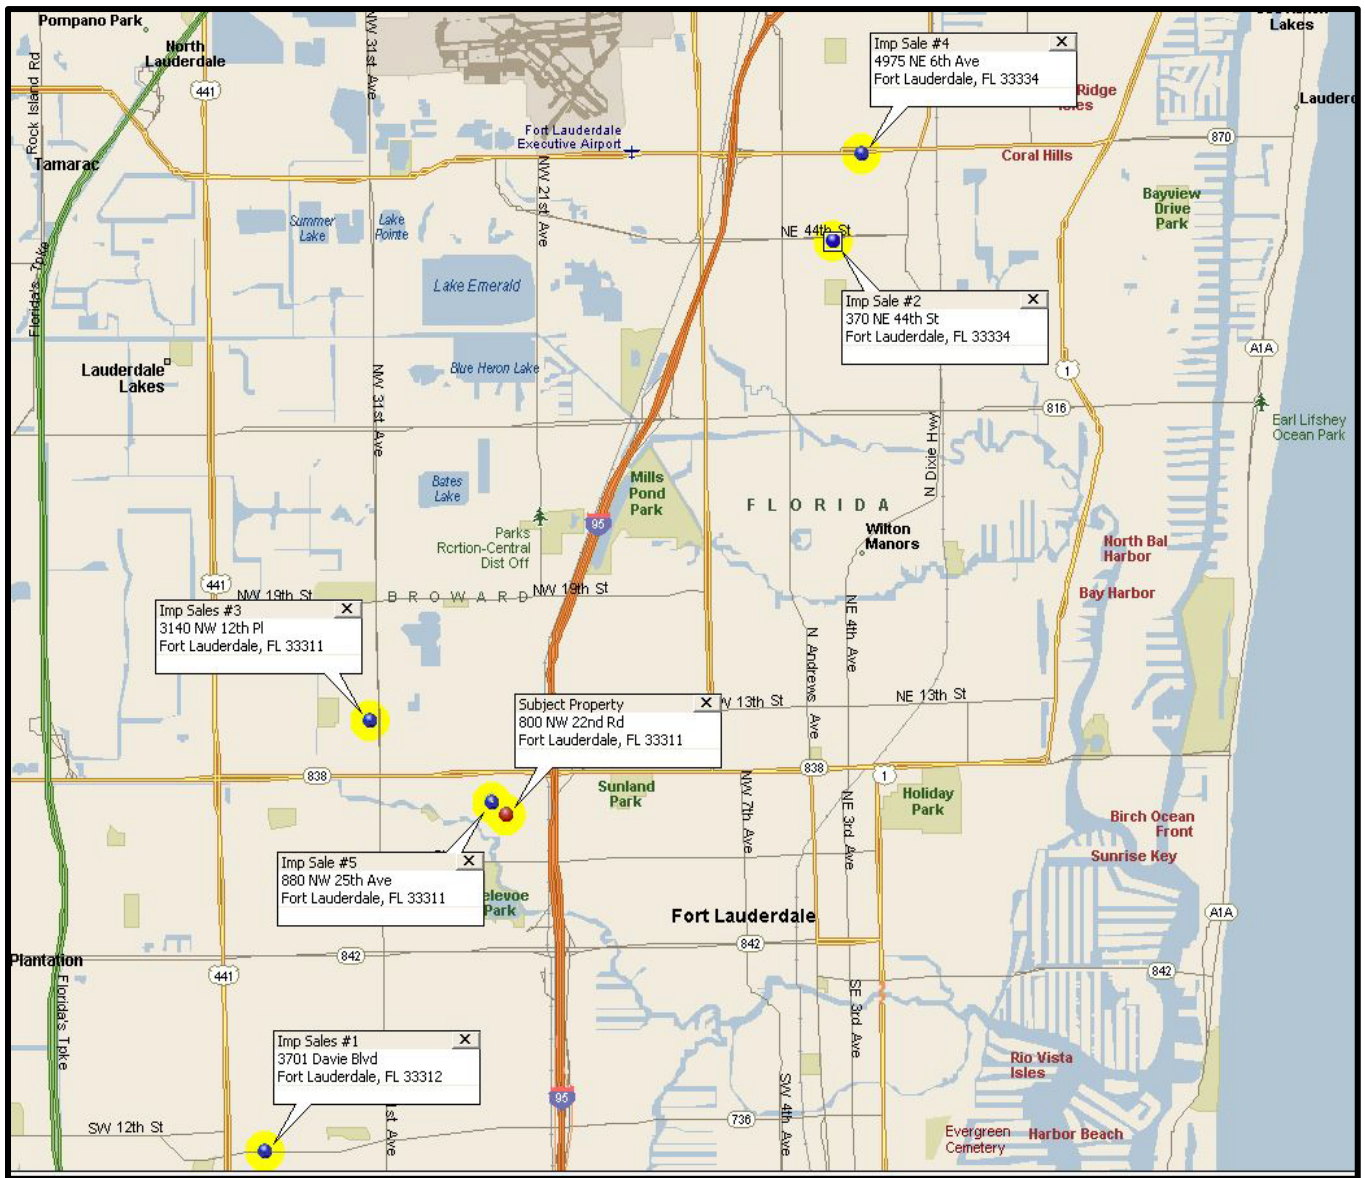 Pompano Park
North
Lauderdale
Rock Island Rd
441
NW 31st Ave
Imp Sale #4
4975 NE 6th Ave
Fort Lauderdale, FL 33334
Lakes
Ridge
Lauderd
Fort Lauderdale
Executive Airport
870
Coral Hills
Tamarac
NW 21st Ave
Bayview
Drive
Park
Summer
Lake
Lake
Pointe
NE 44th St
Florida's Tpke
Lake Emerald
Imp Sale #2
370 NE 44th St
Fort Lauderdale, FL 33334
A1A
Lauderdale
Lakes
Blue Heron Lake
1
NW 31st Ave
816
Earl Lifshey
Ocean Park
N Dixie Hwy
Bates
Lake
Mills
Pond
Park
FLORIDA
95
Parks
Rcrtion-Central
Dist Off
Wilton
Manors
North Bal
Harbor
441
NW 19th St
BROWARD
NW 19th St
Bay Harbor
Imp Sales #3
3140 NW 12th Pl
Fort Lauderdale, FL 33311
N Andrews Ave
NE 4th Ave
Subject Property
800 NW 22nd Rd
Fort Lauderdale, FL 33311
13th St
NE 13th St
838
838
1
Sunland
Park
NW 7th Ave
NE 3rd Ave
Holiday
Park
Birch Ocean
Front
Sunrise Key
Imp Sale #5
880 NW 25th Ave
Fort Lauderdale, FL 33311
elevoe
Park
Fort Lauderdale
A1A
842
842
842
Plantation
441
Florida's Tpke
SE 3rd Ave
Imp Sales #1
3701 Davie Blvd
Fort Lauderdale, FL 33312
Rio Vista
Isles
95
1st Ave
SW 4th Ave
736
SW 12th St
Evergreen
Cemetery
Harbor Beach